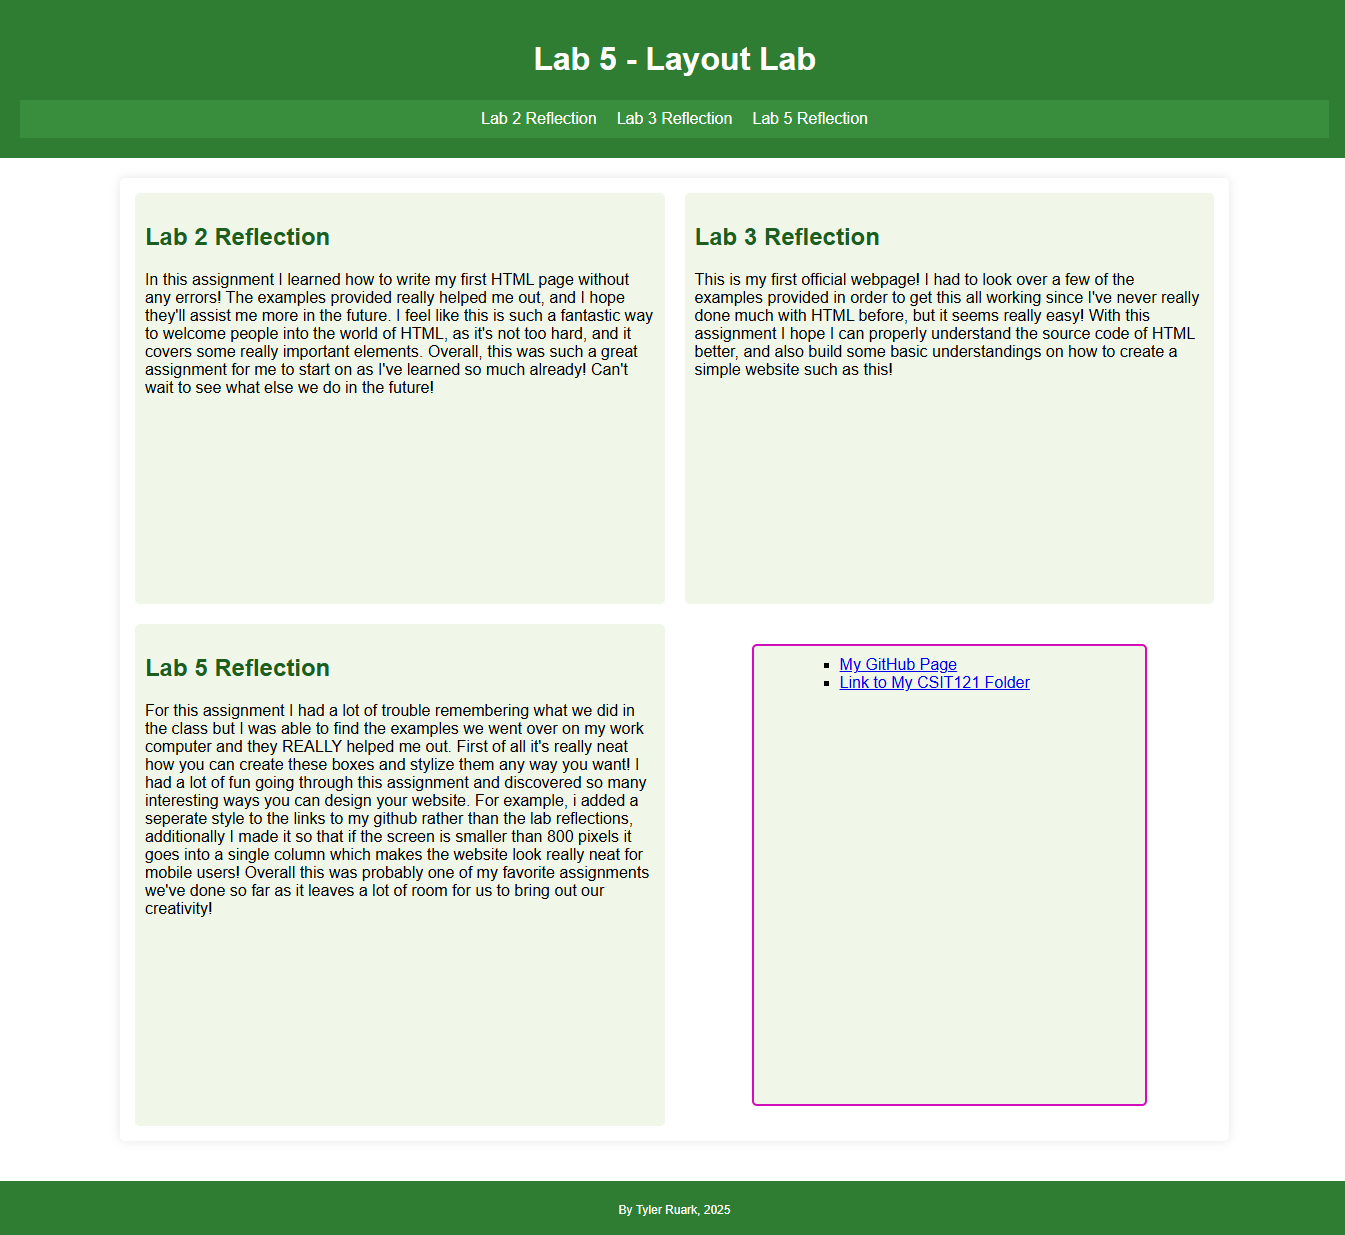 Lab 5 - Layout Lab
Lab 2 Reflection Lab 3 Reflection Lab 5 Reflection
Lab 2 Reflection
In this assignment I learned how to write my first HTML page without
any errors! The examples provided really helped me out, and I hope
they'll assist me more in the future. I feel like this is such a fantastic way
to welcome people into the world of HTML, as it's not too hard, and it
covers some really important elements. Overall, this was such a great
assignment for me to start on as I've learned so much already! Can't
wait to see what else we do in the future!
Lab 3 Reflection
This is my first official webpage! I had to look over a few of the
examples provided in order to get this all working since I've never really
done much with HTML before, but it seems really easy! With this
assignment I hope I can properly understand the source code of HTML
better, and also build some basic understandings on how to create a
simple website such as this!
Lab 5 Reflection
For this assignment I had a lot of trouble remembering what we did in
the class but I was able to find the examples we went over on my work
computer and they REALLY helped me out. First of all it's really neat
how you can create these boxes and stylize them any way you want! I
had a lot of fun going through this assignment and discovered so many
interesting ways you can design your website. For example, i added a
seperate style to the links to my github rather than the lab reflections,
additionally I made it so that if the screen is smaller than 800 pixels it
goes into a single column which makes the website look really neat for
mobile users! Overall this was probably one of my favorite assignments
we've done so far as it leaves a lot of room for us to bring out our
creativity!
My GitHub Page
Link to My CSIT121 Folder
By Tyler Ruark, 2025